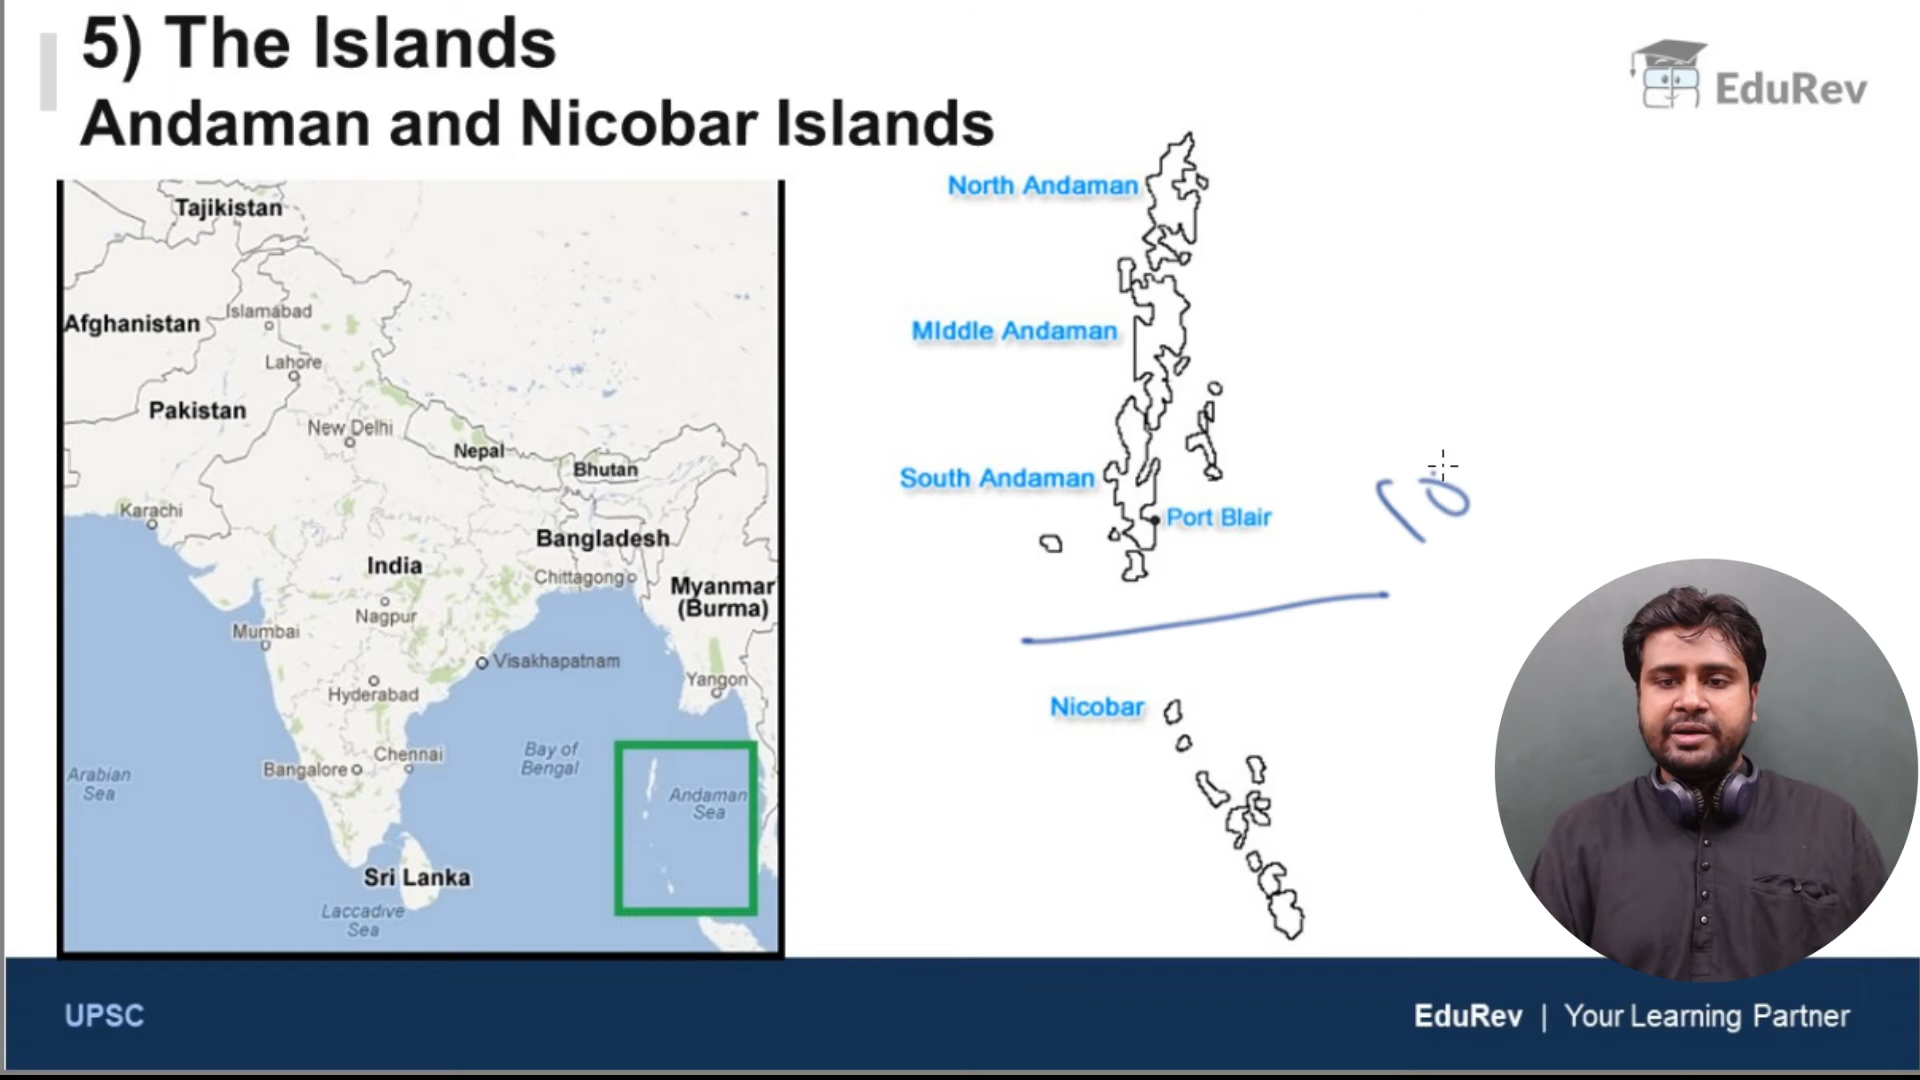 5) The Islands
Andaman and Nicobar Islands
EduRev
Tajikistan
Afghanistan
Islamabad
Lahore
Pakistan
New Delhi
Nepal
Bhutan
Karachi
India
Bangladesh
Chittagong
Myanmar
(Burma)
Nagpur
Mumbai
Visakhapatnam
Hyderabad
Yangon
Bay of
Bengal
Chennai
Bangalore
Arabian
Sea
Andaman
Sea
Sri Lanka
Laccadive
Sea
North Andaman
MIddle Andaman
South Andaman
Port Blair
10
Nicobar
UPSC
EduRev | Your Learning Partner